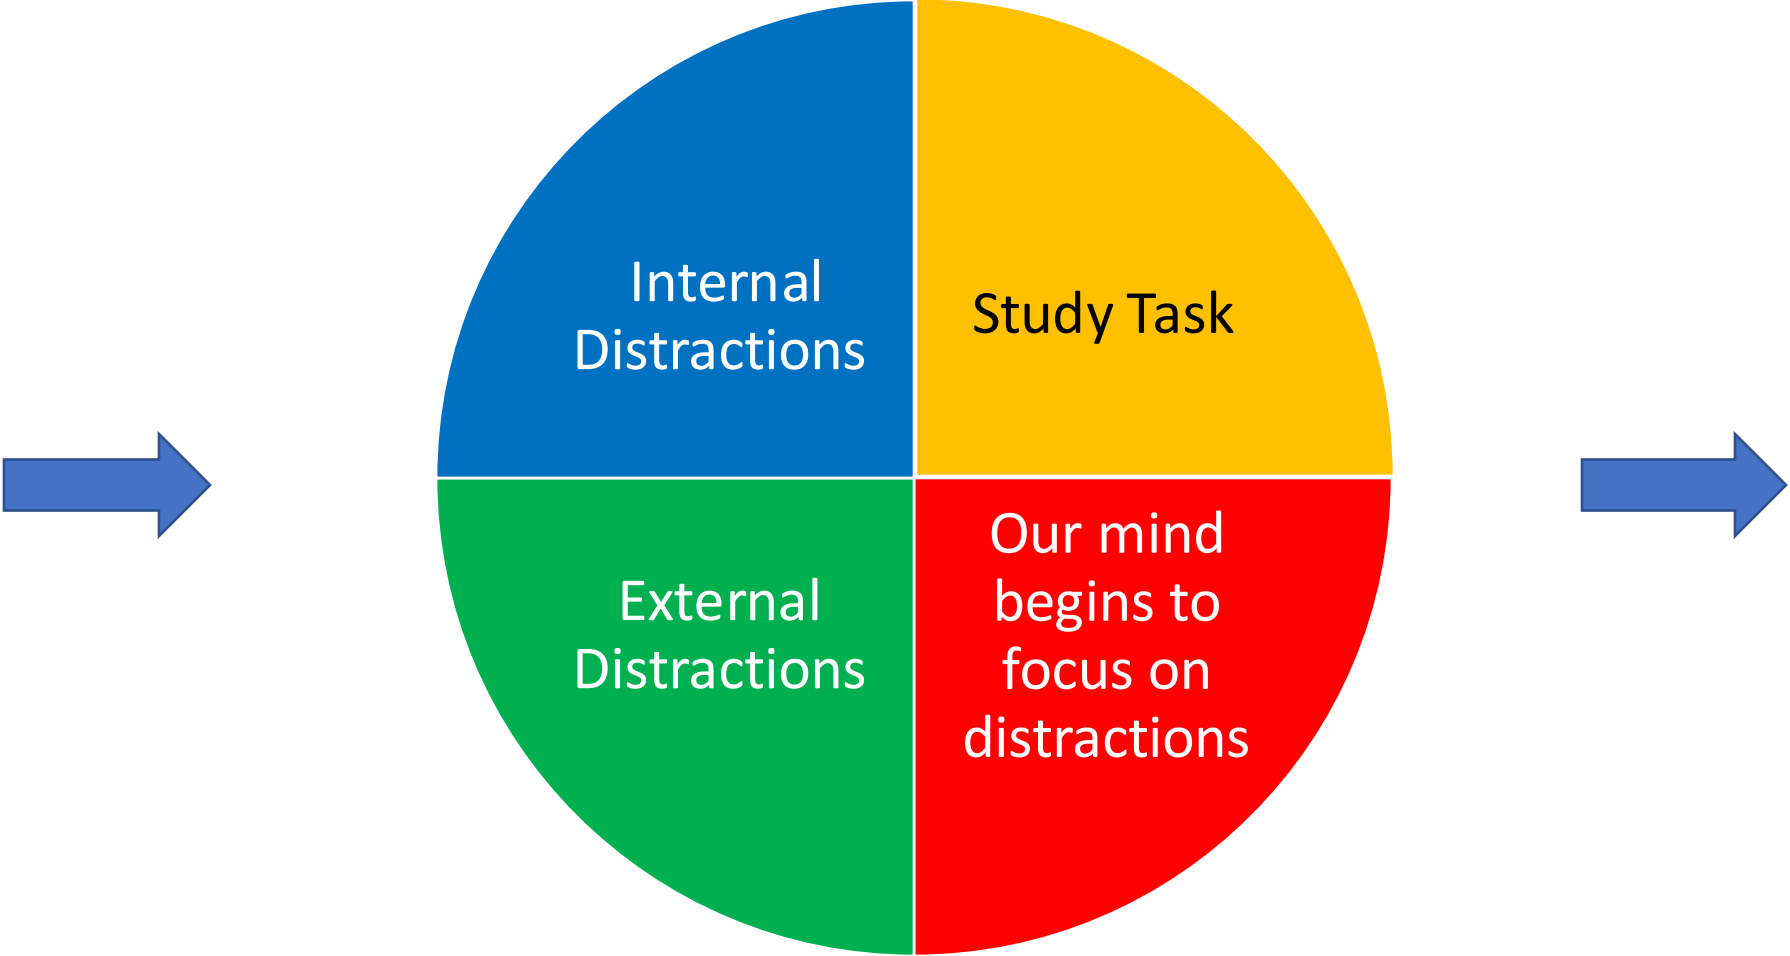 Internal
Distractions
Study Task
External
Distractions
Our mind
begins to
focus on
distractions